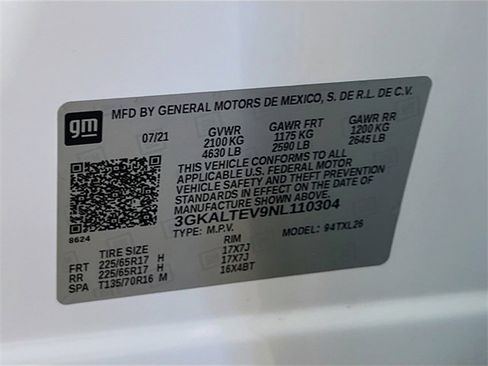 gm
MFD BY GENERAL MOTORS DE MEXICO, S. DE R.L. DE C.V.
07/21 GVWR GAWR FRT GAWR RR
2100 KG 1175 KG 1200 KG
4630 LB 2590 LB 2645 LB
THIS VEHICLE CONFORMS TO ALL
APPLICABLE U.S. FEDERAL MOTOR
VEHICLE SAFETY AND THEFT PREVENTION
STANDARDS IN EFFECT ON THE DATE OF
MANUFACTURE SHOWN ABOVE.
3GKALTEV9NL110304
8624
TYPE: M.P.V. MODEL: 94TXL26
TIRE SIZE RIM
FRT 225/65R17 H 17X7J
RR 225/65R17 H 17X7J
SPA T135/70R16 M 16X4BT